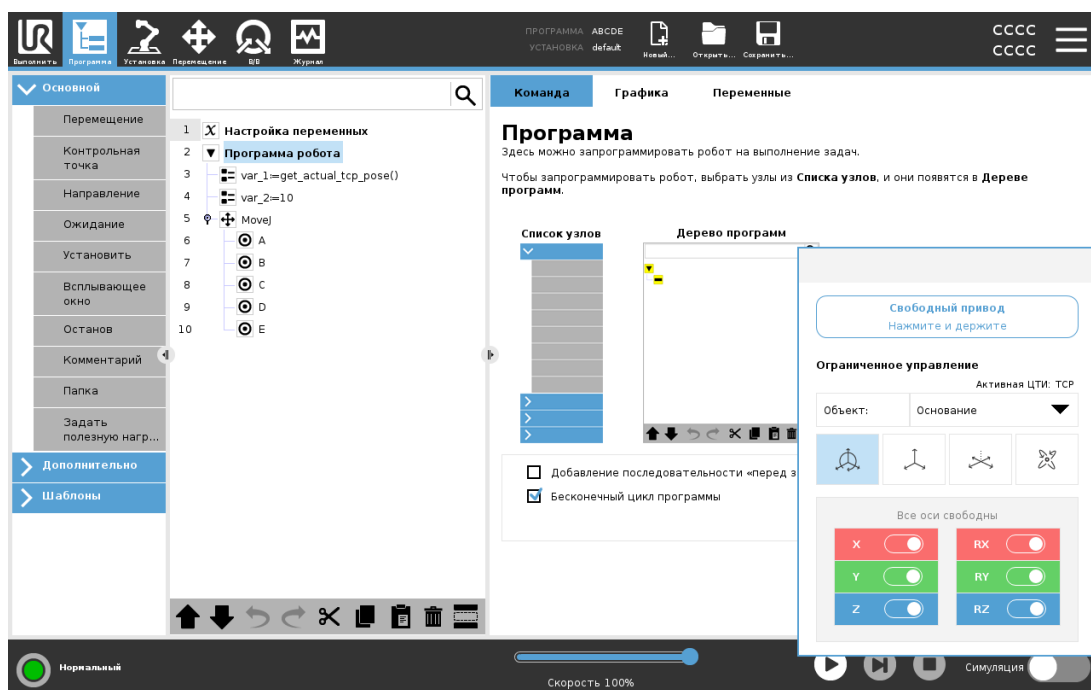 UR
Выполнить
Программа
Установка
Перемещение
В/В
Журнал
ПРОГРАММА ABCDE
УСТАНОВКА default
Новый...
Открыть...
Сохранить...
CCCC
CCCC
Основной
Перемещение
Контрольная
точка
Направление
Ожидание
Установить
Всплывающее
окно
Останов
Комментарий
Папка
Задать
полезную нагр...
Дополнительно
Шаблоны
1 X Настройка переменных
2 Программа робота
3 var_1:=get_actual_tcp_pose()
4 var_2:=10
5 MoveJ
6 A
7 B
8 C
9 D
10 E
Команда
Графика
Переменные
Программа
Здесь можно запрограммировать робот на выполнение задач.
Чтобы запрограммировать робот, выбрать узлы из Списка узлов, и они появятся в Дереве
программ.
Список узлов
Дерево программ
Добавление последовательности «перед з
Бесконечный цикл программы
Свободный привод
Нажмите и держите
Ограниченное управление
Активная ЦТИ: TCP
Объект: Основание
Все оси свободны
X RX
Y RY
Z RZ
Нормальный
Скорость 100%
Симуляция